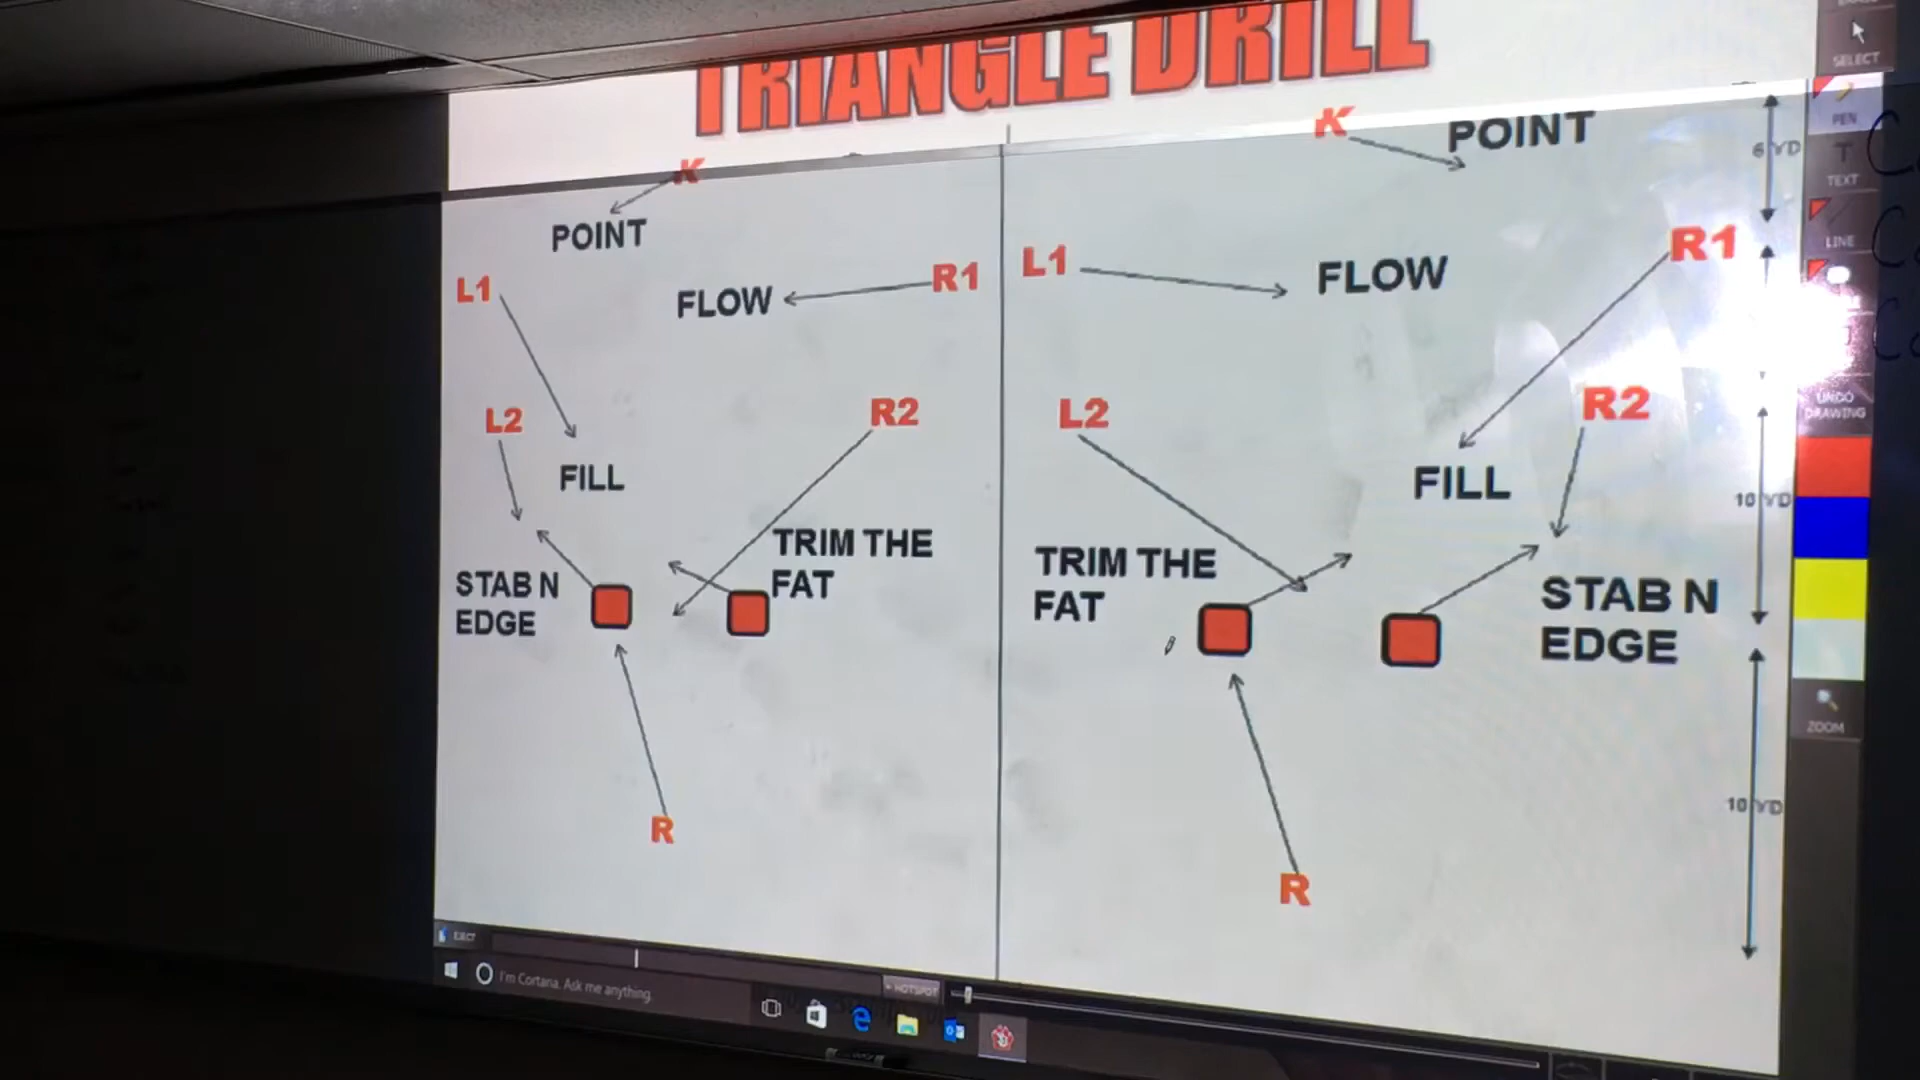 TRIANGLE DRILL
K
POINT
L1
FLOW
R1
L2
R2
FILL
TRIM THE
FAT
STAB N
EDGE
R
K
POINT
L1
FLOW
R1
L2
R2
FILL
TRIM THE
FAT
STAB N
EDGE
R
6 YD
10 YD
10 YD
SELECT
PEN
T
TEXT
LINE
UNDO
DRAWING
ZOOM
EJECT
I'm Cortana. Ask me anything.
+ HOTSPOT